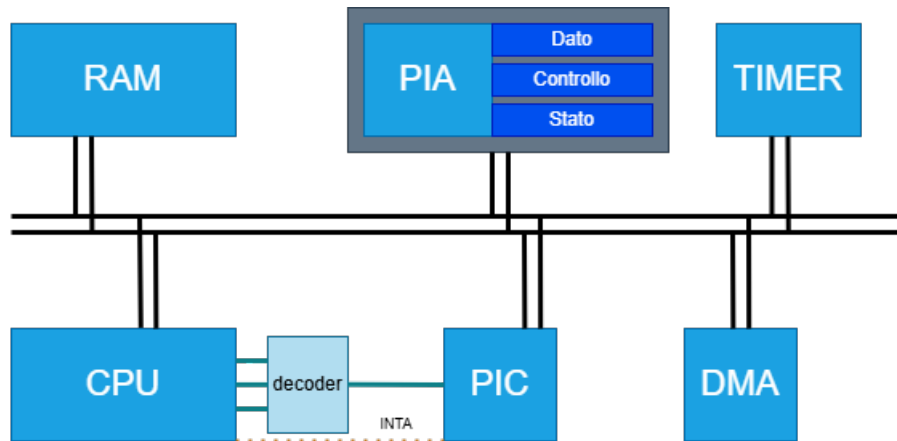 RAM
PIA
Dato
Controllo
Stato
TIMER
CPU
decoder
INTA
PIC
DMA